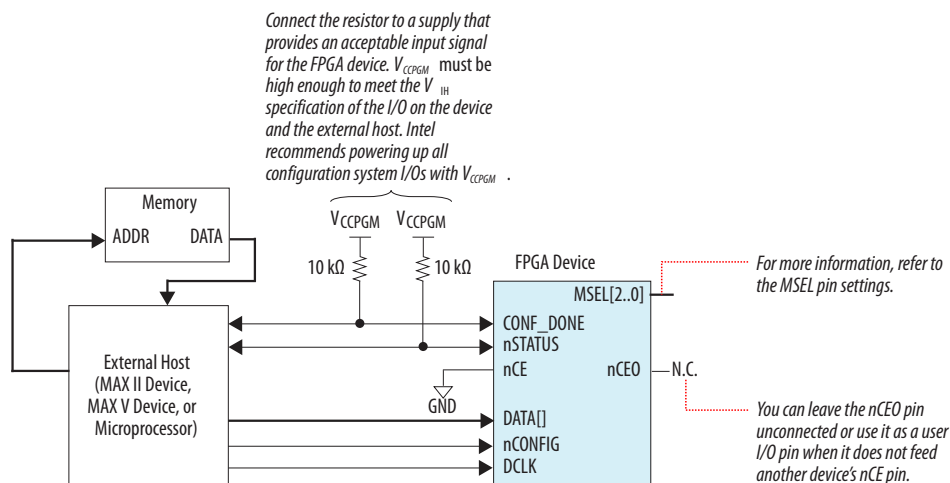 Connect the resistor to a supply that
provides an acceptable input signal
for the FPGA device. VCCPGM must be
high enough to meet the VIH
specification of the I/O on the device
and the external host. Intel
recommends powering up all
configuration system I/Os with VCCPGM.
Memory
ADDR DATA
VCCPGM VCCPGM
10 kΩ 10 kΩ
FPGA Device
MSEL[2..0]
For more information, refer to
the MSEL pin settings.
CONF_DONE
nSTATUS
nCE nCEO N.C.
GND
External Host
(MAX II Device,
MAX V Device, or
Microprocessor)
DATA[]
nCONFIG
DCLK
You can leave the nCEO pin
unconnected or use it as a user
I/O pin when it does not feed
another device's nCE pin.